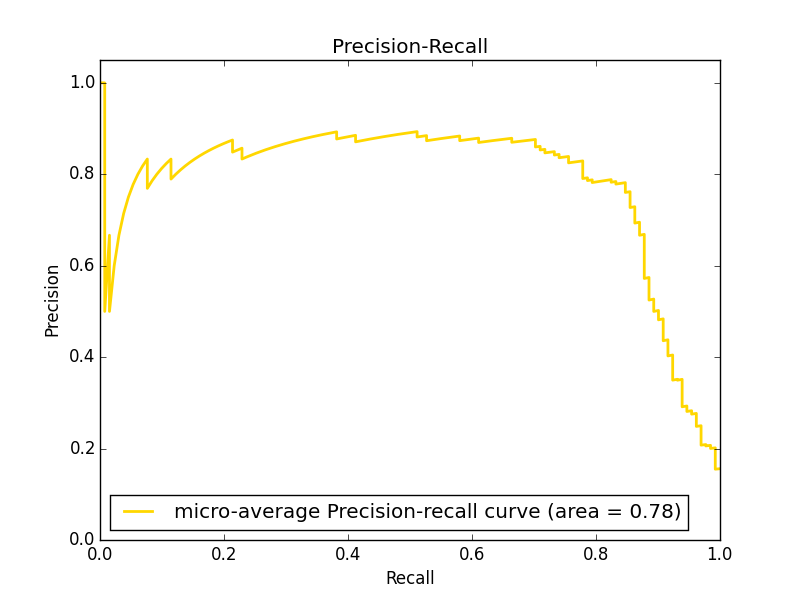 Precision-Recall
1.0
0.8
0.6
0.4
0.2
0.0
Precision
micro-average Precision-recall curve (area = 0.78)
0.0 0.2 0.4 0.6 0.8 1.0
Recall